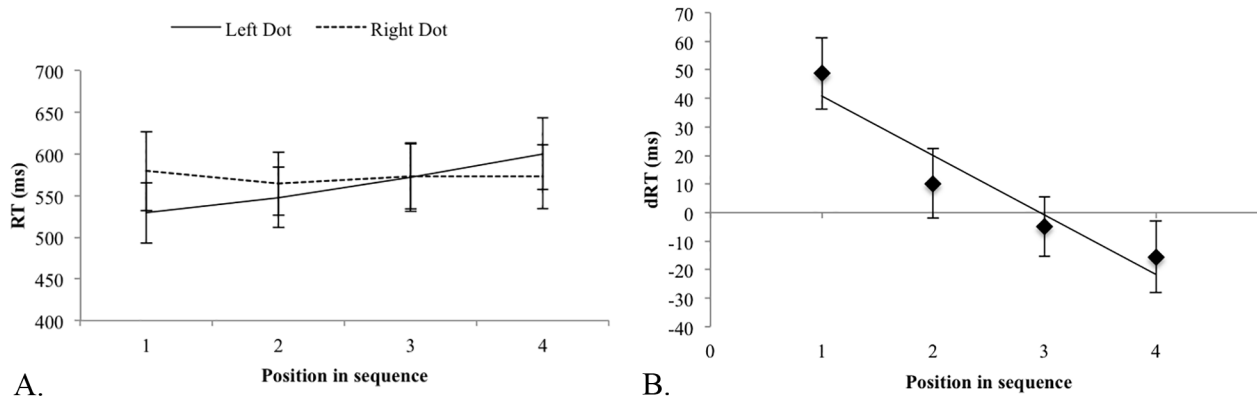 Left Dot Right Dot
700
650
600
550
500
450
400
RT (ms)
1 2 3 4
Position in sequence
A.
70
60
50
40
30
20
10
0
-10
-20
-30
-40
dRT (ms)
0 1 2 3 4
Position in sequence
B.